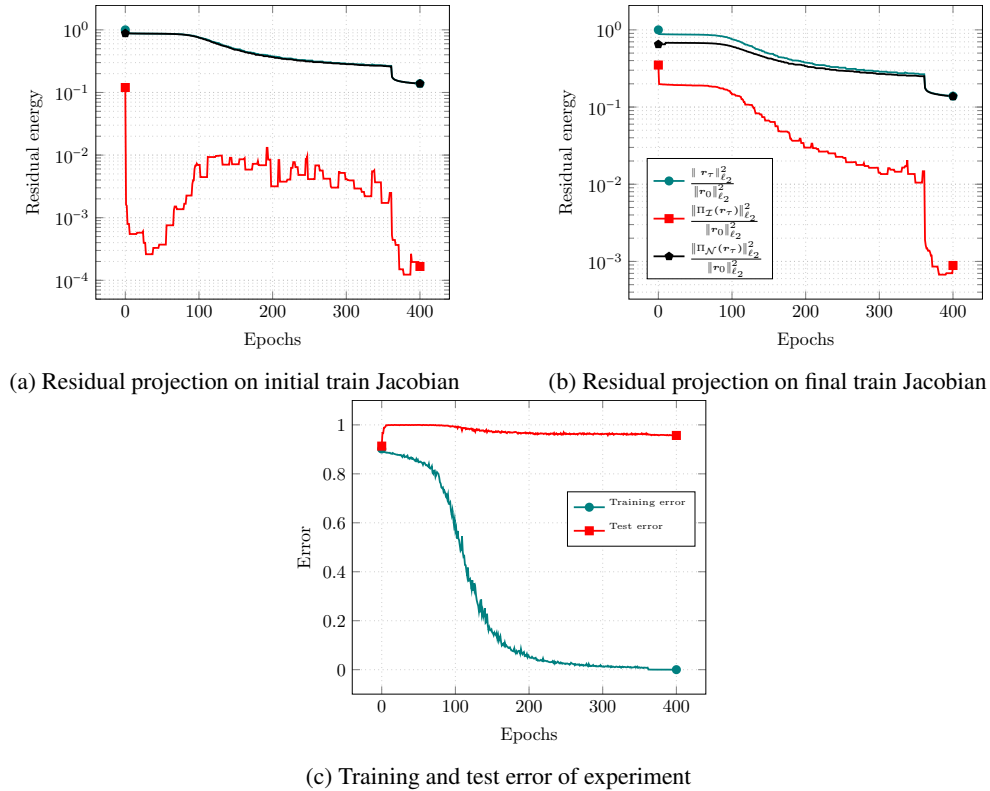 10^0
10^-1
10^-2
10^-3
10^-4
0 100 200 300 400
Epochs
Residual energy
(a) Residual projection on initial train Jacobian
10^0
10^-1
10^-2
10^-3
0 100 200 300 400
Epochs
Residual energy
‖ r_τ‖²_ℓ₂ / ‖r_0‖²_ℓ₂
‖Π_𝓘(r_τ)‖²_ℓ₂ / ‖r_0‖²_ℓ₂
‖Π_𝒩(r_τ)‖²_ℓ₂ / ‖r_0‖²_ℓ₂
(b) Residual projection on final train Jacobian
1
0.8
0.6
0.4
0.2
0
0 100 200 300 400
Epochs
Error
Training error
Test error
(c) Training and test error of experiment